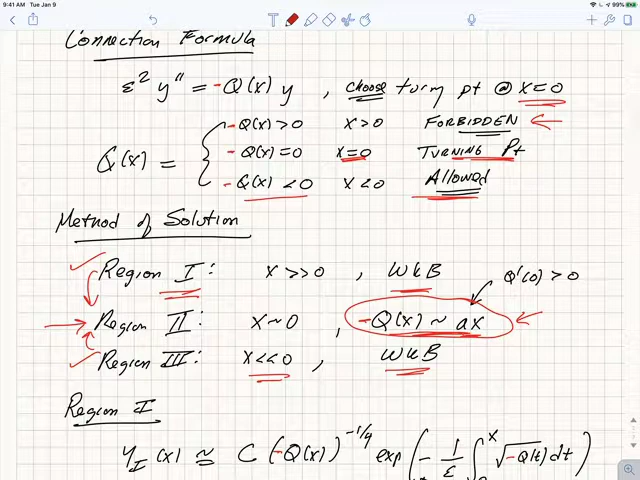 9:41 AM Tue Jan 9
99%
Connection Formula
ε² y'' = -Q(x) y , choose turn pt @ x=0
-Q(x) > 0 x > 0 FORBIDDEN
Q(x) = { -Q(x) = 0 x=0 TURNING Pt
-Q(x) < 0 x < 0 Allowed
Method of Solution
Region I: x >> 0 , WKB Q'(0) > 0
Region II: x ~ 0 , -Q(x) ~ ax
Region III: x << 0 , WKB
Region I
y_I(x) ≅ C (-Q(x))^{-1/4} exp(- 1/ε ∫_0^x √(-Q(t)) dt)